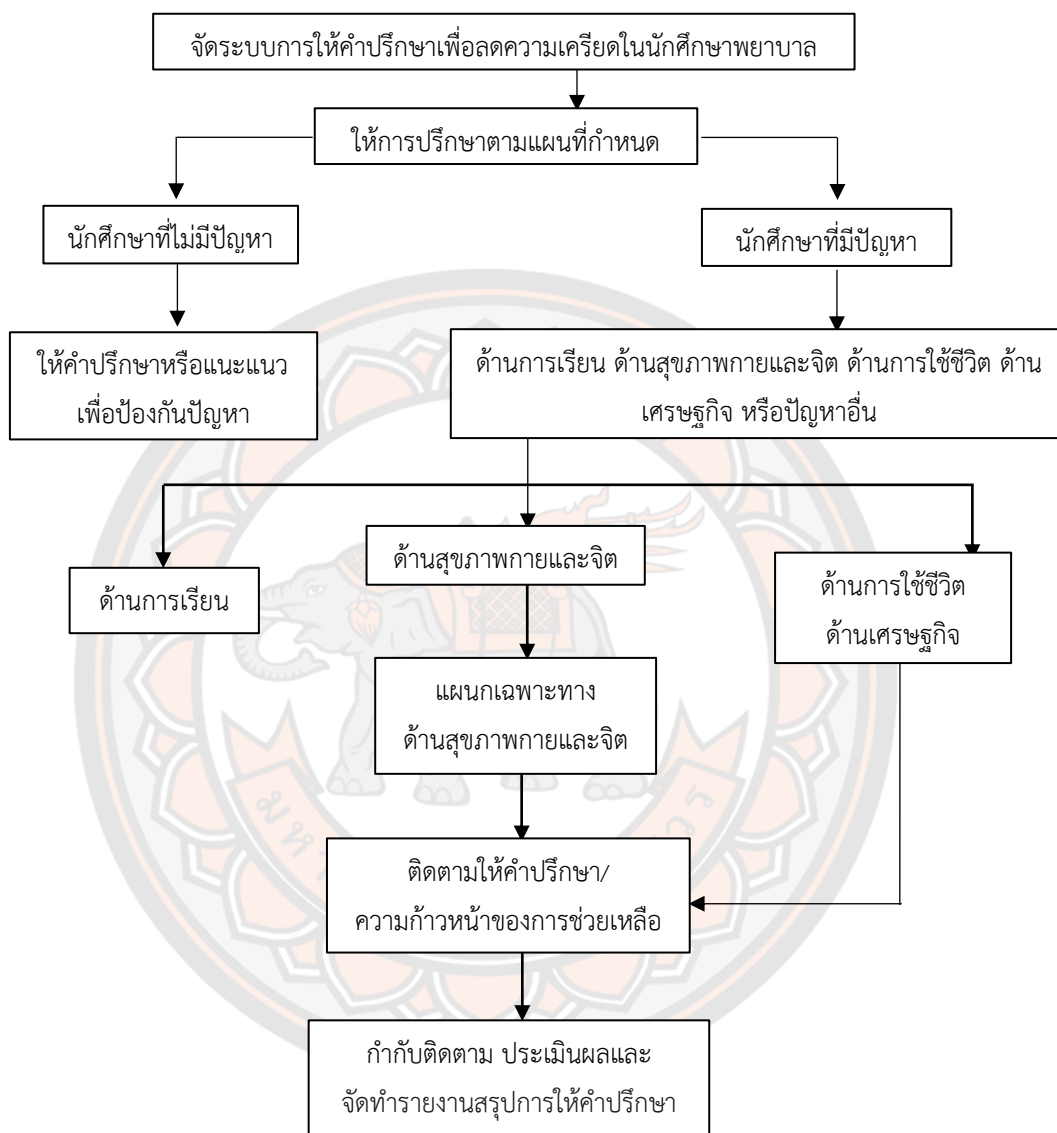 จัดระบบการให้คำปรึกษาเพื่อลดความเครียดในนักศึกษาพยาบาล
ให้การปรึกษาตามแผนที่กำหนด
นักศึกษาที่ไม่มีปัญหา
นักศึกษาที่มีปัญหา
ให้คำปรึกษาหรือแนะแนว
เพื่อป้องกันปัญหา
ด้านการเรียน ด้านสุขภาพกายและจิต ด้านการใช้ชีวิต ด้าน
เศรษฐกิจ หรือปัญหาอื่น
ด้านการเรียน
ด้านสุขภาพกายและจิต
ด้านการใช้ชีวิต
ด้านเศรษฐกิจ
แผนกเฉพาะทาง
ด้านสุขภาพกายและจิต
ติดตามให้คำปรึกษา/
ความก้าวหน้าของการช่วยเหลือ
กำกับติดตาม ประเมินผลและ
จัดทำรายงานสรุปการให้คำปรึกษา